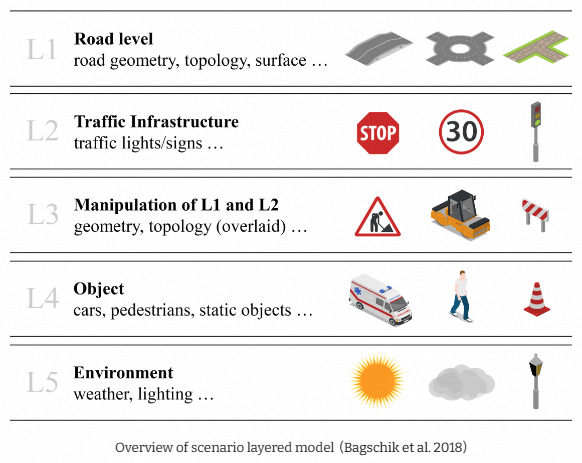 L1
Road level
road geometry, topology, surface ...
L2
Traffic Infrastructure
traffic lights/signs ...
STOP
30
L3
Manipulation of L1 and L2
geometry, topology (overlaid) ...
L4
Object
cars, pedestrians, static objects ...
L5
Environment
weather, lighting ...
Overview of scenario layered model (Bagschik et al. 2018)